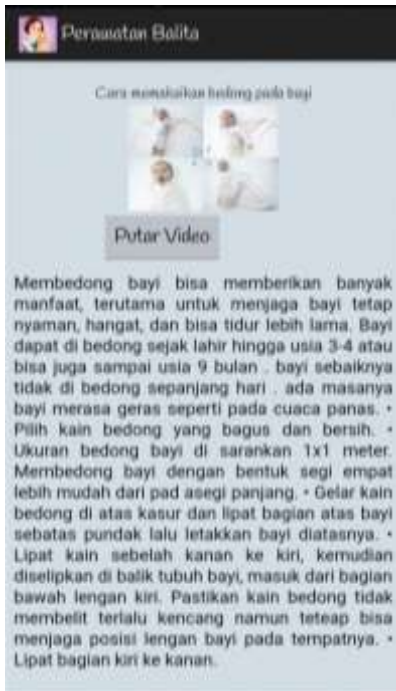 Perawatan Balita
Cara memakaikan bedong pada bayi
Putar Video
Membedong bayi bisa memberikan banyak
manfaat, terutama untuk menjaga bayi tetap
nyaman, hangat, dan bisa tidur lebih lama. Bayi
dapat di bedong sejak lahir hingga usia 3-4 atau
bisa juga sampai usia 9 bulan . bayi sebaiknya
tidak di bedong sepanjang hari . ada masanya
bayi merasa geras seperti pada cuaca panas. •
Pilih kain bedong yang bagus dan bersih. •
Ukuran bedong bayi di sarankan 1x1 meter.
Membedong bayi dengan bentuk segi empat
lebih mudah dari pad asegi panjang. • Gelar kain
bedong di atas kasur dan lipat bagian atas bayi
sebatas pundak lalu letakkan bayi diatasnya. •
Lipat kain sebelah kanan ke kiri, kemudian
diselipkan di balik tubuh bayi, masuk dari bagian
bawah lengan kiri. Pastikan kain bedong tidak
membelit terlalu kencang namun teteap bisa
menjaga posisi lengan bayi pada tempatnya. •
Lipat bagian kiri ke kanan.